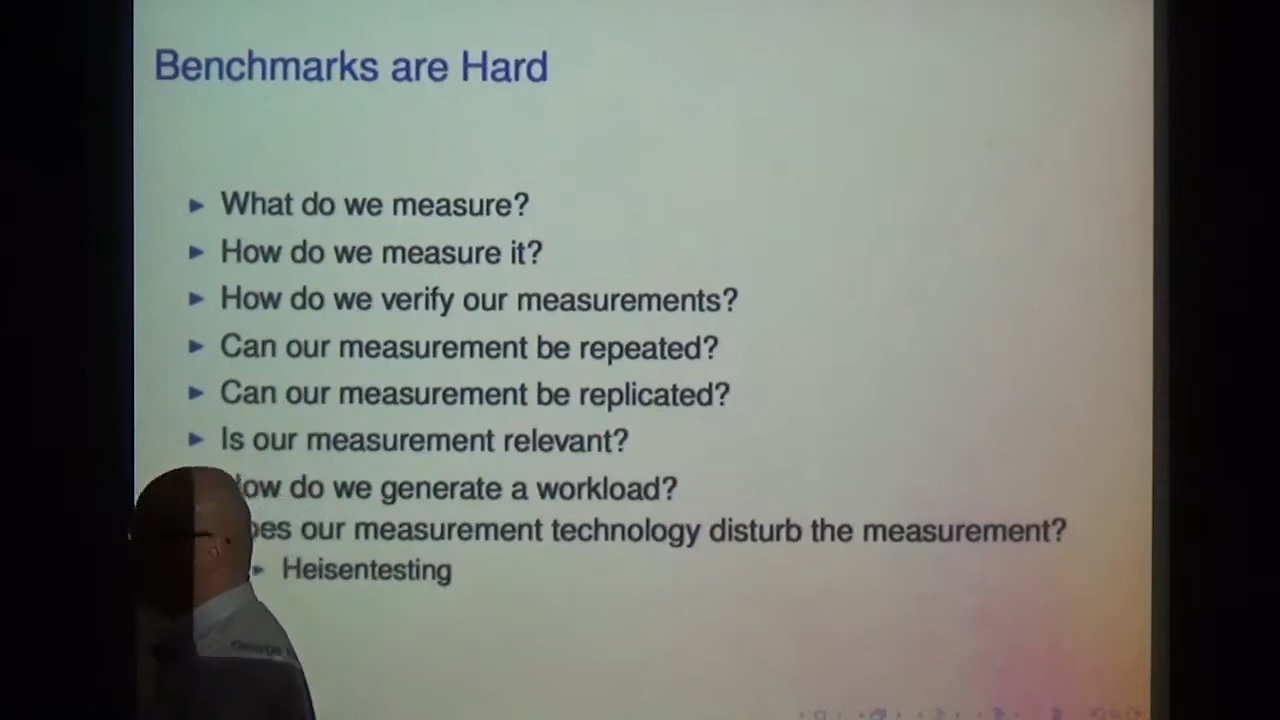 Benchmarks are Hard
What do we measure?
How do we measure it?
How do we verify our measurements?
Can our measurement be repeated?
Can our measurement be replicated?
Is our measurement relevant?
How do we generate a workload?
our measurement technology disturb the measurement?
Heisentesting
George